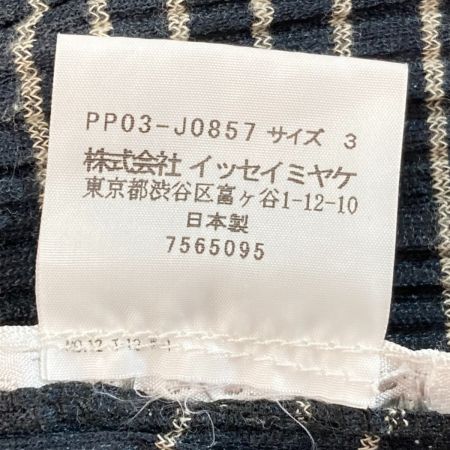 PP03-J0857 サイズ 3
株式会社 イッセイミヤケ
東京都渋谷区富ヶ谷1-12-10
日本製
7565095